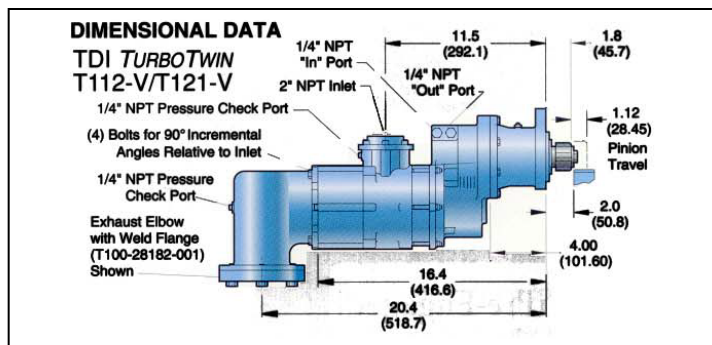 DIMENSIONAL DATA
TDI TURBOTWIN
T112-V/T121-V
1/4" NPT
"In" Port
2" NPT Inlet
1/4" NPT
"Out" Port
1/4" NPT Pressure Check Port
(4) Bolts for 90° Incremental
Angles Relative to Inlet
1/4" NPT Pressure
Check Port
Exhaust Elbow
with Weld Flange
(T100-28182-001)
Shown
11.5
(292.1)
1.8
(45.7)
1.12
(28.45)
Pinion
Travel
2.0
(50.8)
4.00
(101.60)
16.4
(416.6)
20.4
(518.7)